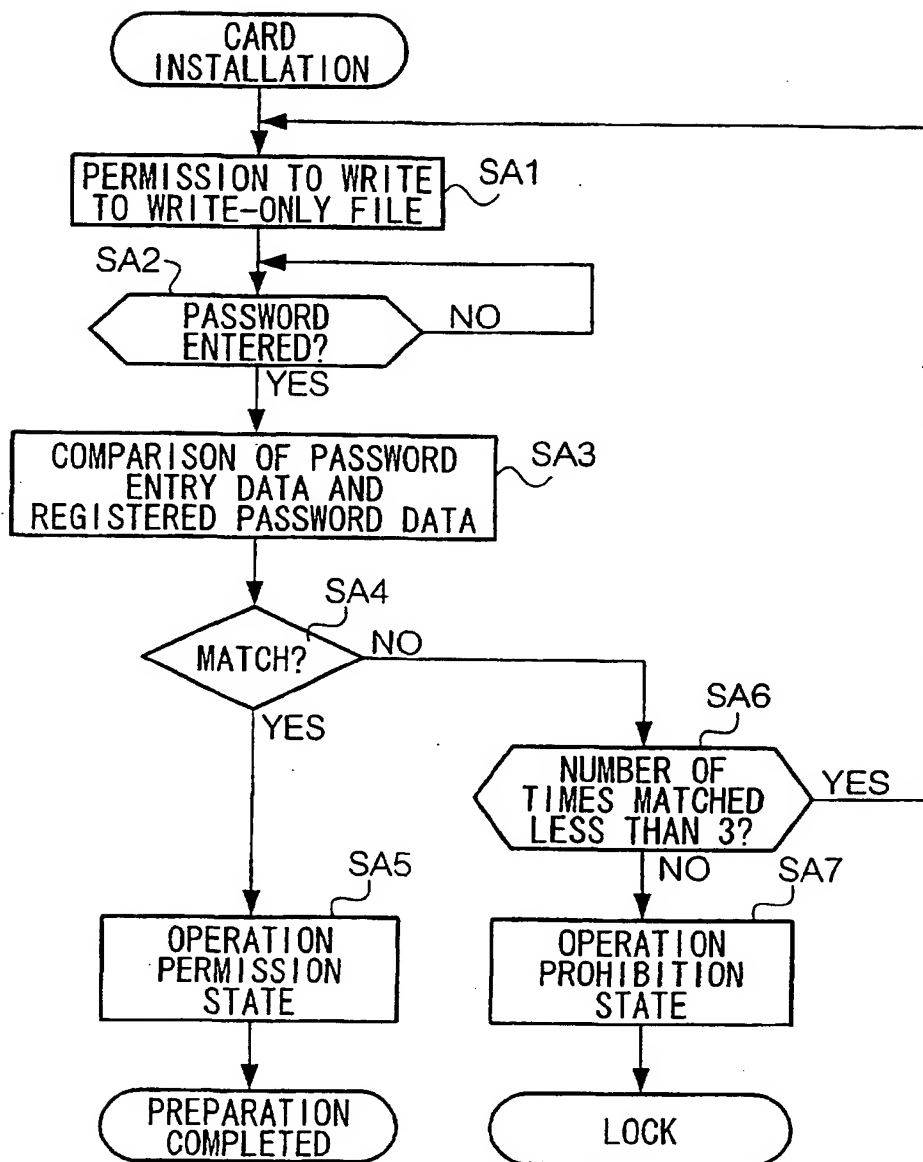 CARD
INSTALLATION
PERMISSION TO WRITE
TO WRITE-ONLY FILE
SA1
SA2
PASSWORD
ENTERED?
NO
YES
COMPARISON OF PASSWORD
ENTRY DATA AND
REGISTERED PASSWORD DATA
SA3
SA4
MATCH?
NO
YES
SA6
NUMBER OF
TIMES MATCHED
LESS THAN 3?
YES
NO
SA5
OPERATION
PERMISSION
STATE
SA7
OPERATION
PROHIBITION
STATE
PREPARATION
COMPLETED
LOCK